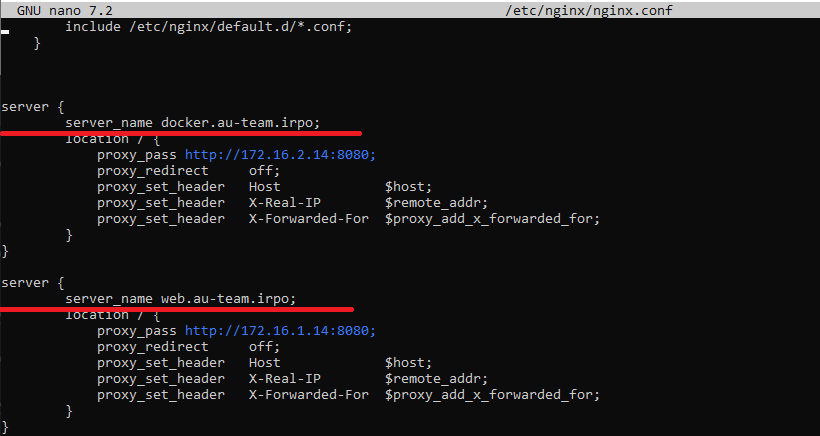 GNU nano 7.2 /etc/nginx/nginx.conf
include /etc/nginx/default.d/*.conf;
}
server {
server_name docker.au-team.irpo;
location / {
proxy_pass http://172.16.2.14:8080;
proxy_redirect off;
proxy_set_header Host $host;
proxy_set_header X-Real-IP $remote_addr;
proxy_set_header X-Forwarded-For $proxy_add_x_forwarded_for;
}
}
server {
server_name web.au-team.irpo;
location / {
proxy_pass http://172.16.1.14:8080;
proxy_redirect off;
proxy_set_header Host $host;
proxy_set_header X-Real-IP $remote_addr;
proxy_set_header X-Forwarded-For $proxy_add_x_forwarded_for;
}
}